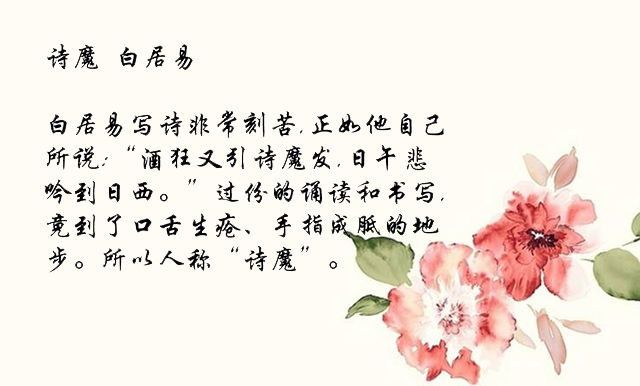 诗魔 白居易
白居易写诗非常刻苦,正如他自己
所说:“酒狂又引诗魔发,日午悲
吟到日西。”过份的诵读和书写,
竟到了口舌生疮、手指成胝的地
步。所以人称“诗魔”。